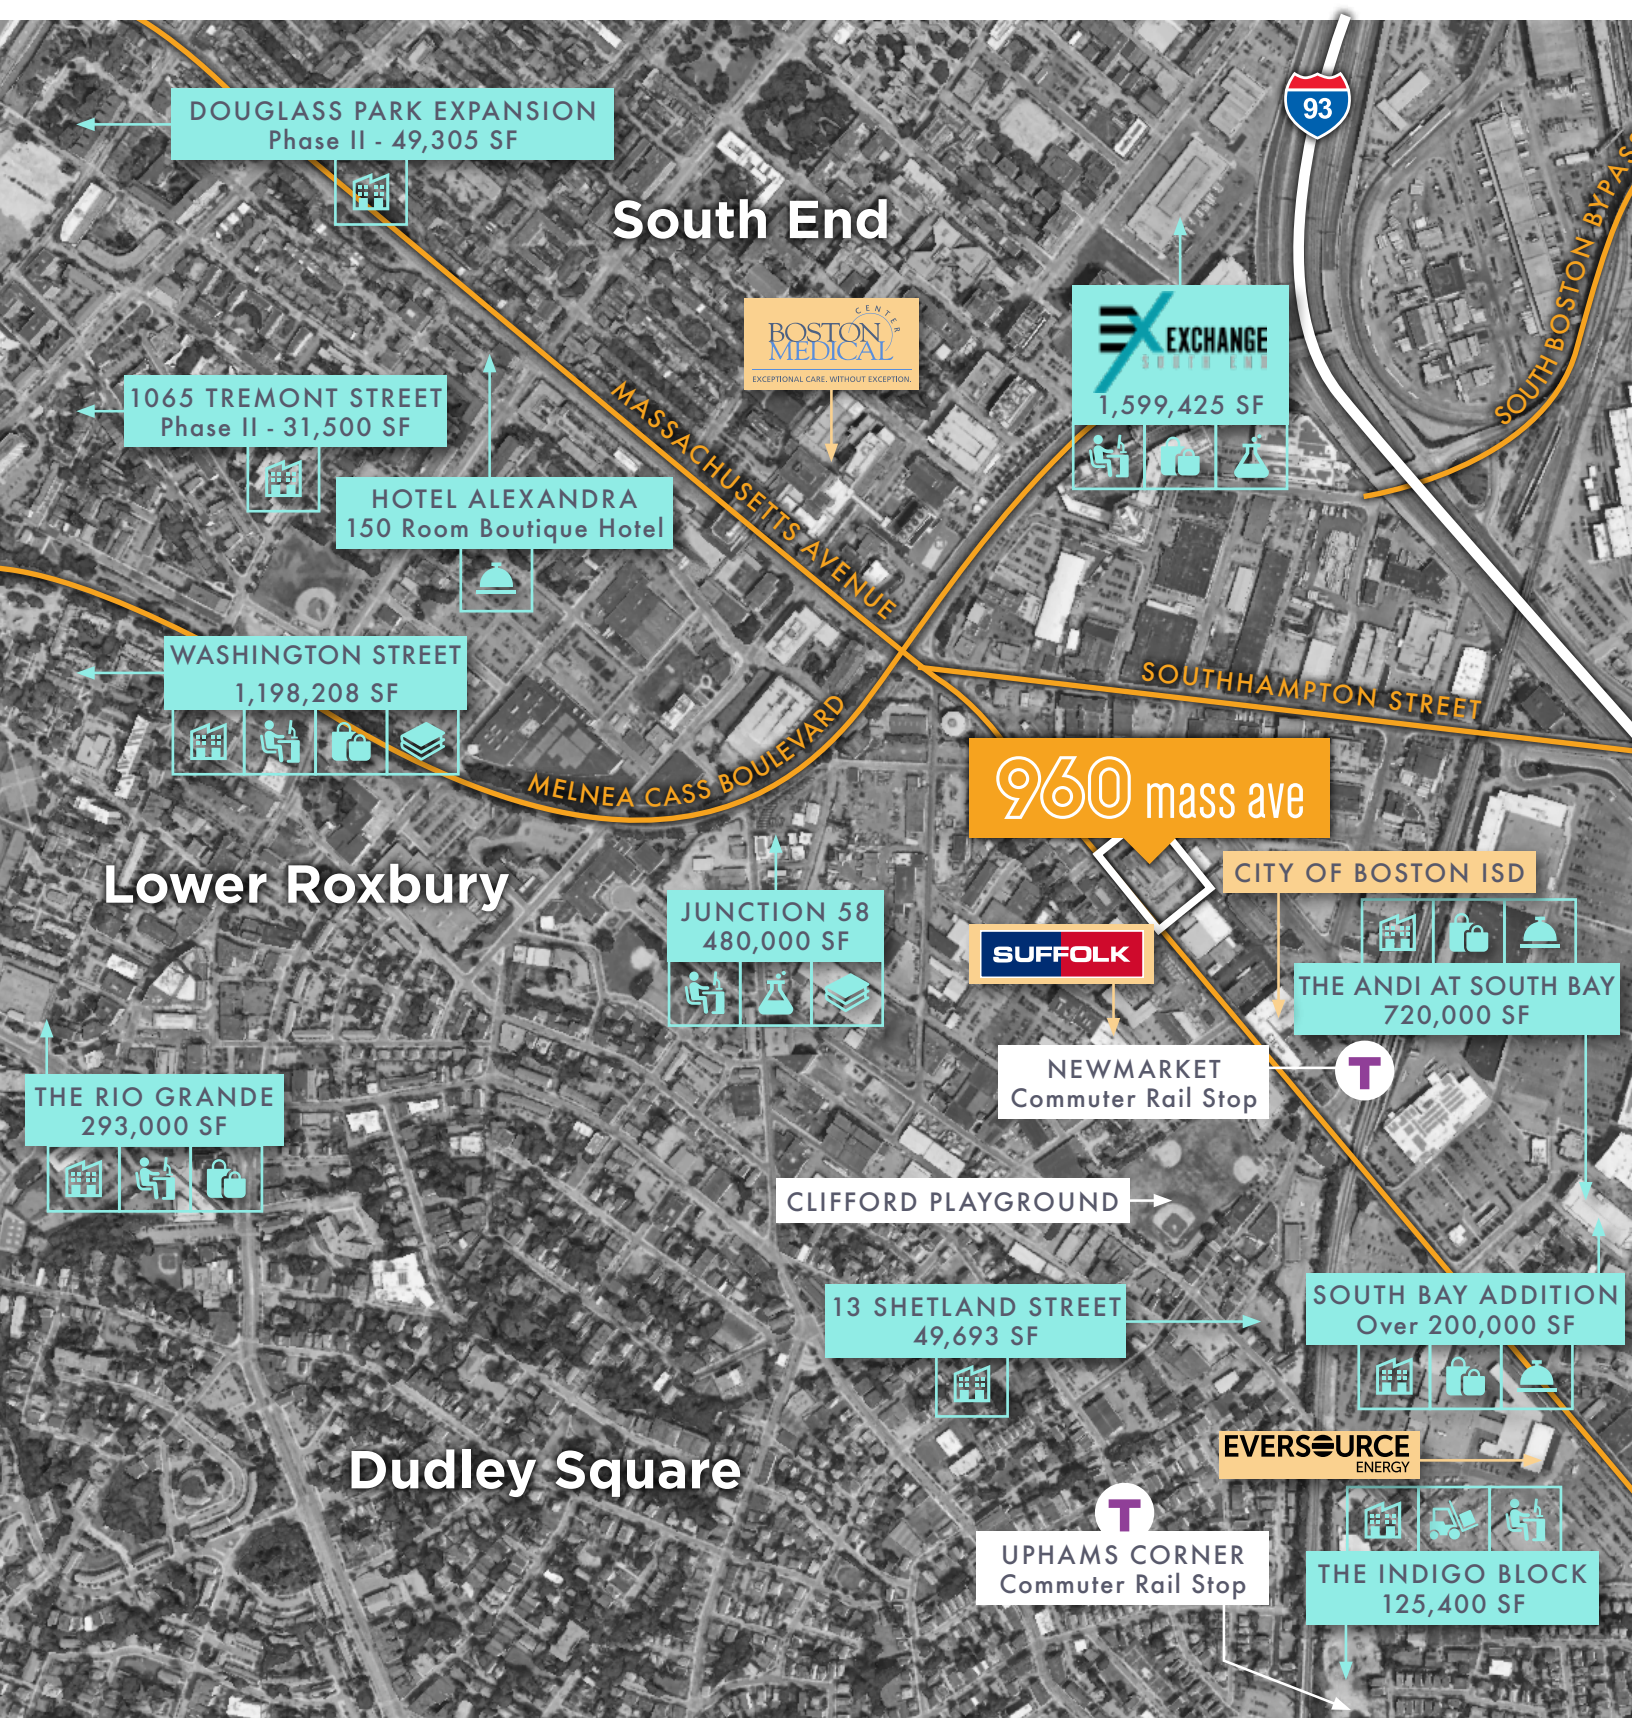 93
DOUGLASS PARK EXPANSION
Phase II - 49,305 SF
SOUTH BOSTON BYPASS
South End
BOSTON
MEDICAL
CENTER
EXCEPTIONAL CARE. WITHOUT EXCEPTION.
EXCHANGE
SOUTH END
1,599,425 SF
1065 TREMONT STREET
Phase II - 31,500 SF
MASSACHUSETTS AVENUE
HOTEL ALEXANDRA
150 Room Boutique Hotel
WASHINGTON STREET
1,198,208 SF
SOUTHHAMPTON STREET
MELNEA CASS BOULEVARD
960 mass ave
Lower Roxbury
CITY OF BOSTON ISD
JUNCTION 58
480,000 SF
SUFFOLK
THE ANDI AT SOUTH BAY
720,000 SF
NEWMARKET
Commuter Rail Stop
T
THE RIO GRANDE
293,000 SF
CLIFFORD PLAYGROUND
13 SHETLAND STREET
49,693 SF
SOUTH BAY ADDITION
Over 200,000 SF
Dudley Square
EVERSOURCE
ENERGY
T
UPHAMS CORNER
Commuter Rail Stop
THE INDIGO BLOCK
125,400 SF